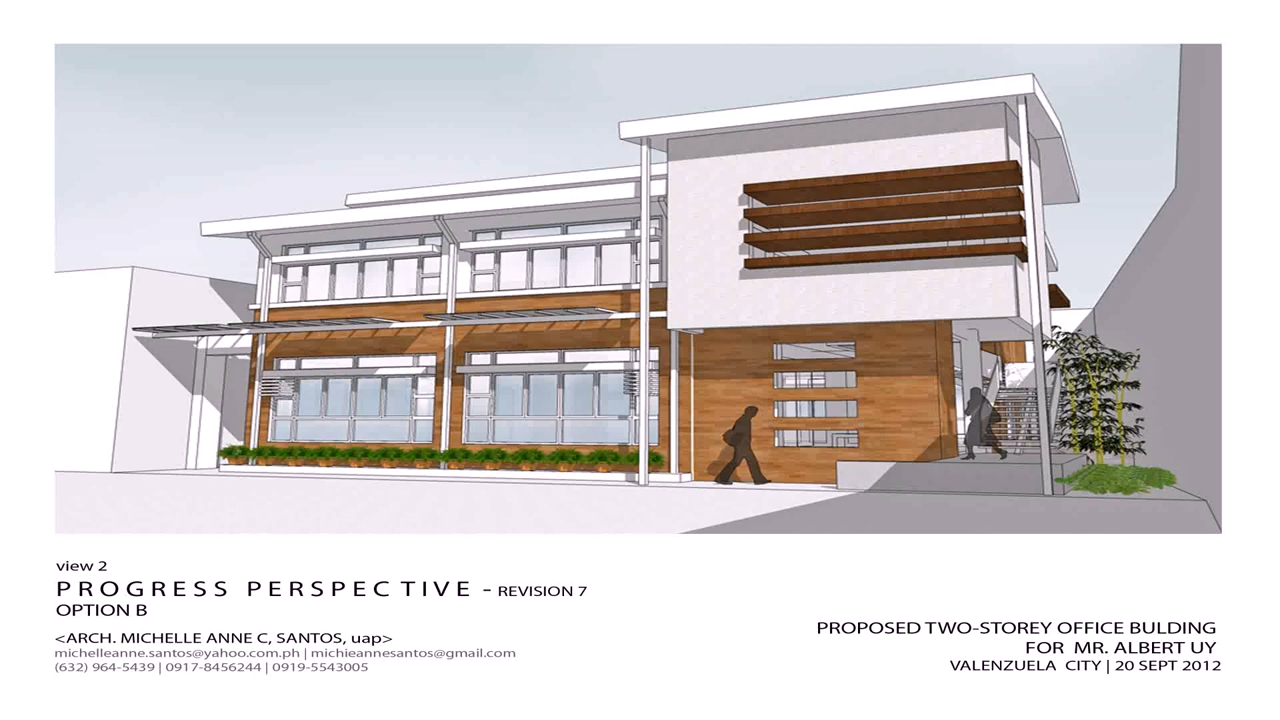 view 2
PROGRESS PERSPECTIVE - REVISION 7
OPTION B
<ARCH. MICHELLE ANNE C, SANTOS, uap>
michelleanne.santos@yahoo.com.ph | michieannesantos@gmail.com
(632) 964-5439 | 0917-8456244 | 0919-5543005
PROPOSED TWO-STOREY OFFICE BULDING
FOR MR. ALBERT UY
VALENZUELA CITY | 20 SEPT 2012